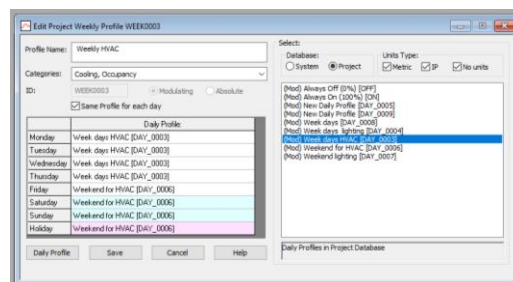 Edit Project Weekly Profile WEEK0003
Profile Name: Weekly HVAC
Categories: Cooling, Occupancy
ID: WEEK0003 Modulating Absolute
Same Profile for each day
Daily Profile
Monday Week days HVAC [DAY_0003]
Tuesday Week days HVAC [DAY_0003]
Wednesday Week days HVAC [DAY_0003]
Thursday Week days HVAC [DAY_0003]
Friday Weekend for HVAC [DAY_0006]
Saturday Weekend for HVAC [DAY_0006]
Sunday Weekend for HVAC [DAY_0006]
Holiday Weekend for HVAC [DAY_0006]
Daily Profile Save Cancel Help
Select:
Database: Units Type:
System Project Metric IP No units
(Mod) Always Off (0%) [OFF]
(Mod) Always On (100%) [ON]
(Mod) New Daily Profile [DAY_0005]
(Mod) New Daily Profile [DAY_0009]
(Mod) Week days [DAY_0008]
(Mod) Week days lighting [DAY_0004]
(Mod) Week days HVAC [DAY_0003]
(Mod) Weekend for HVAC [DAY_0006]
(Mod) Weekend lighting [DAY_0007]
Daily Profiles in Project Database